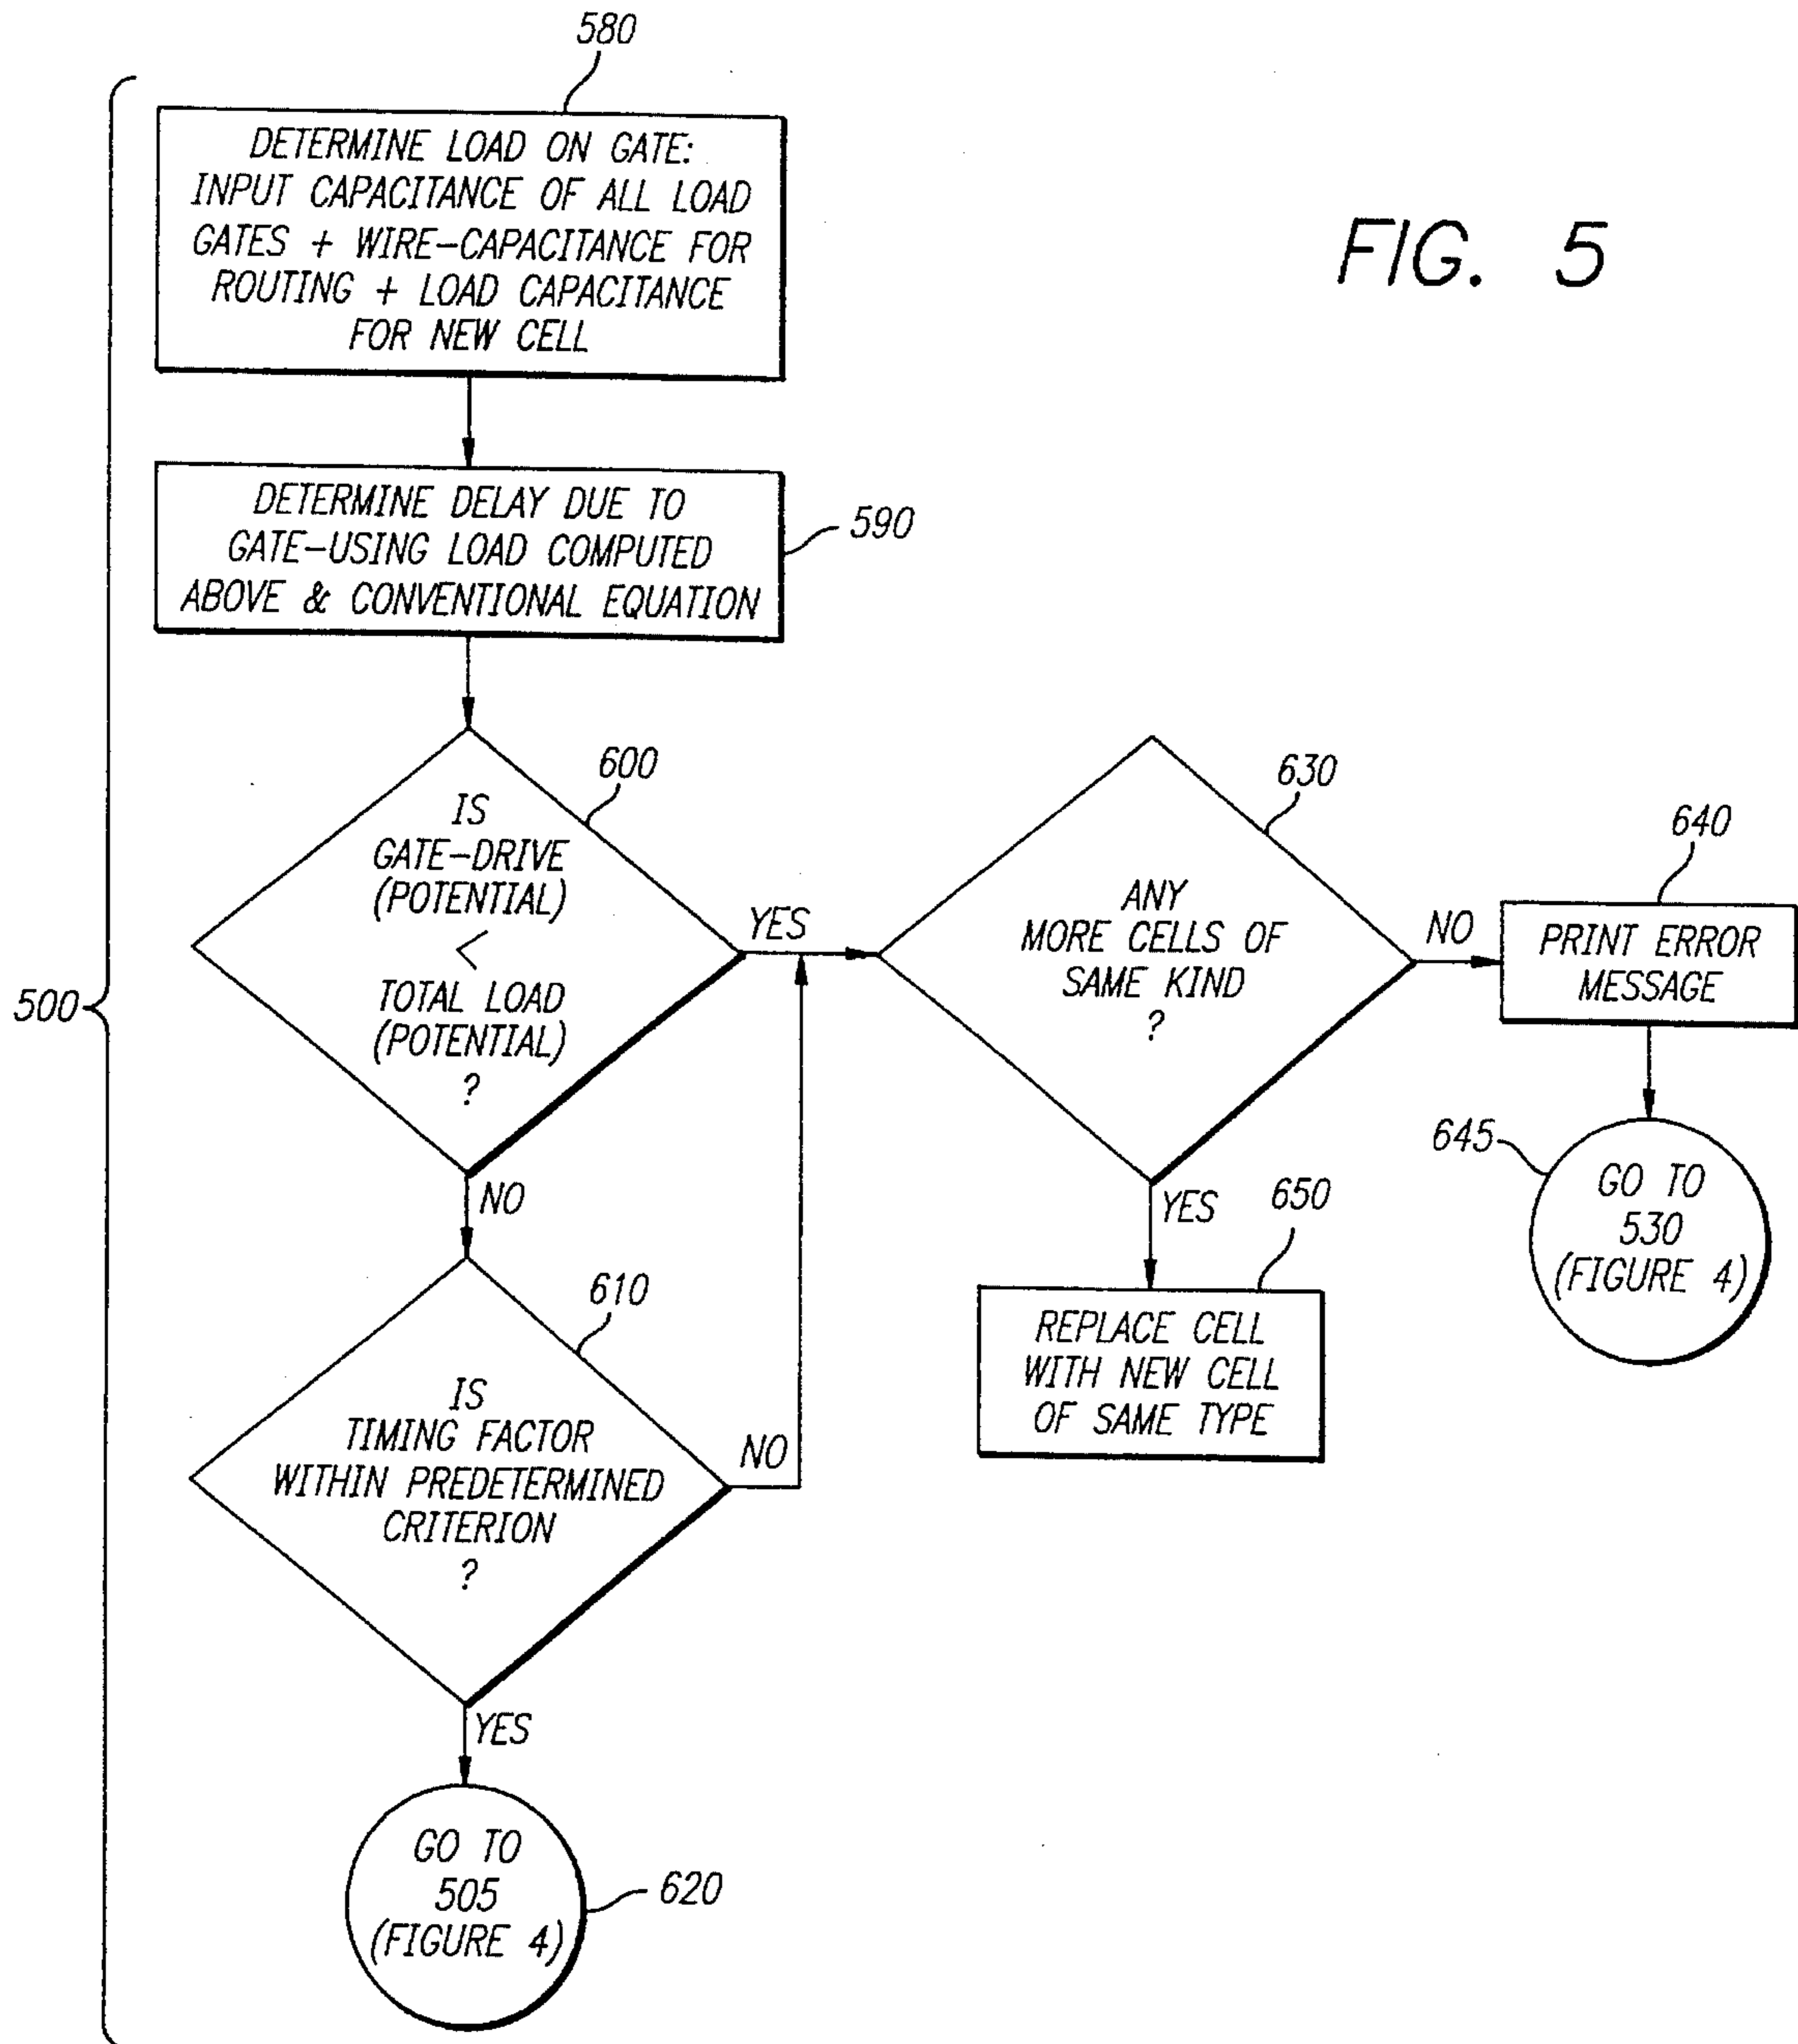 580
DETERMINE LOAD ON GATE:
INPUT CAPACITANCE OF ALL LOAD
GATES + WIRE-CAPACITANCE FOR
ROUTING + LOAD CAPACITANCE
FOR NEW CELL
FIG. 5
DETERMINE DELAY DUE TO
GATE-USING LOAD COMPUTED
ABOVE & CONVENTIONAL EQUATION
590
600
IS
GATE-DRIVE
(POTENTIAL)
<
TOTAL LOAD
(POTENTIAL)
?
YES
NO
500
630
ANY
MORE CELLS OF
SAME KIND
?
NO
YES
640
PRINT ERROR
MESSAGE
645
GO TO
530
(FIGURE 4)
650
REPLACE CELL
WITH NEW CELL
OF SAME TYPE
610
IS
TIMING FACTOR
WITHIN PREDETERMINED
CRITERION
?
NO
YES
GO TO
505
(FIGURE 4)
620